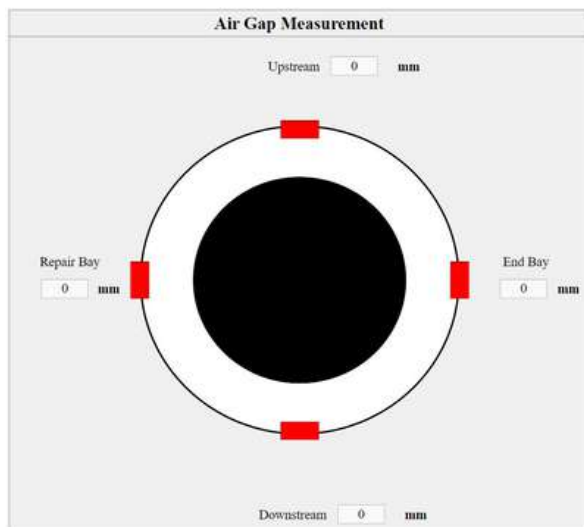 Air Gap Measurement
Upstream 0 mm
Repair Bay
0 mm
End Bay
0 mm
Downstream 0 mm